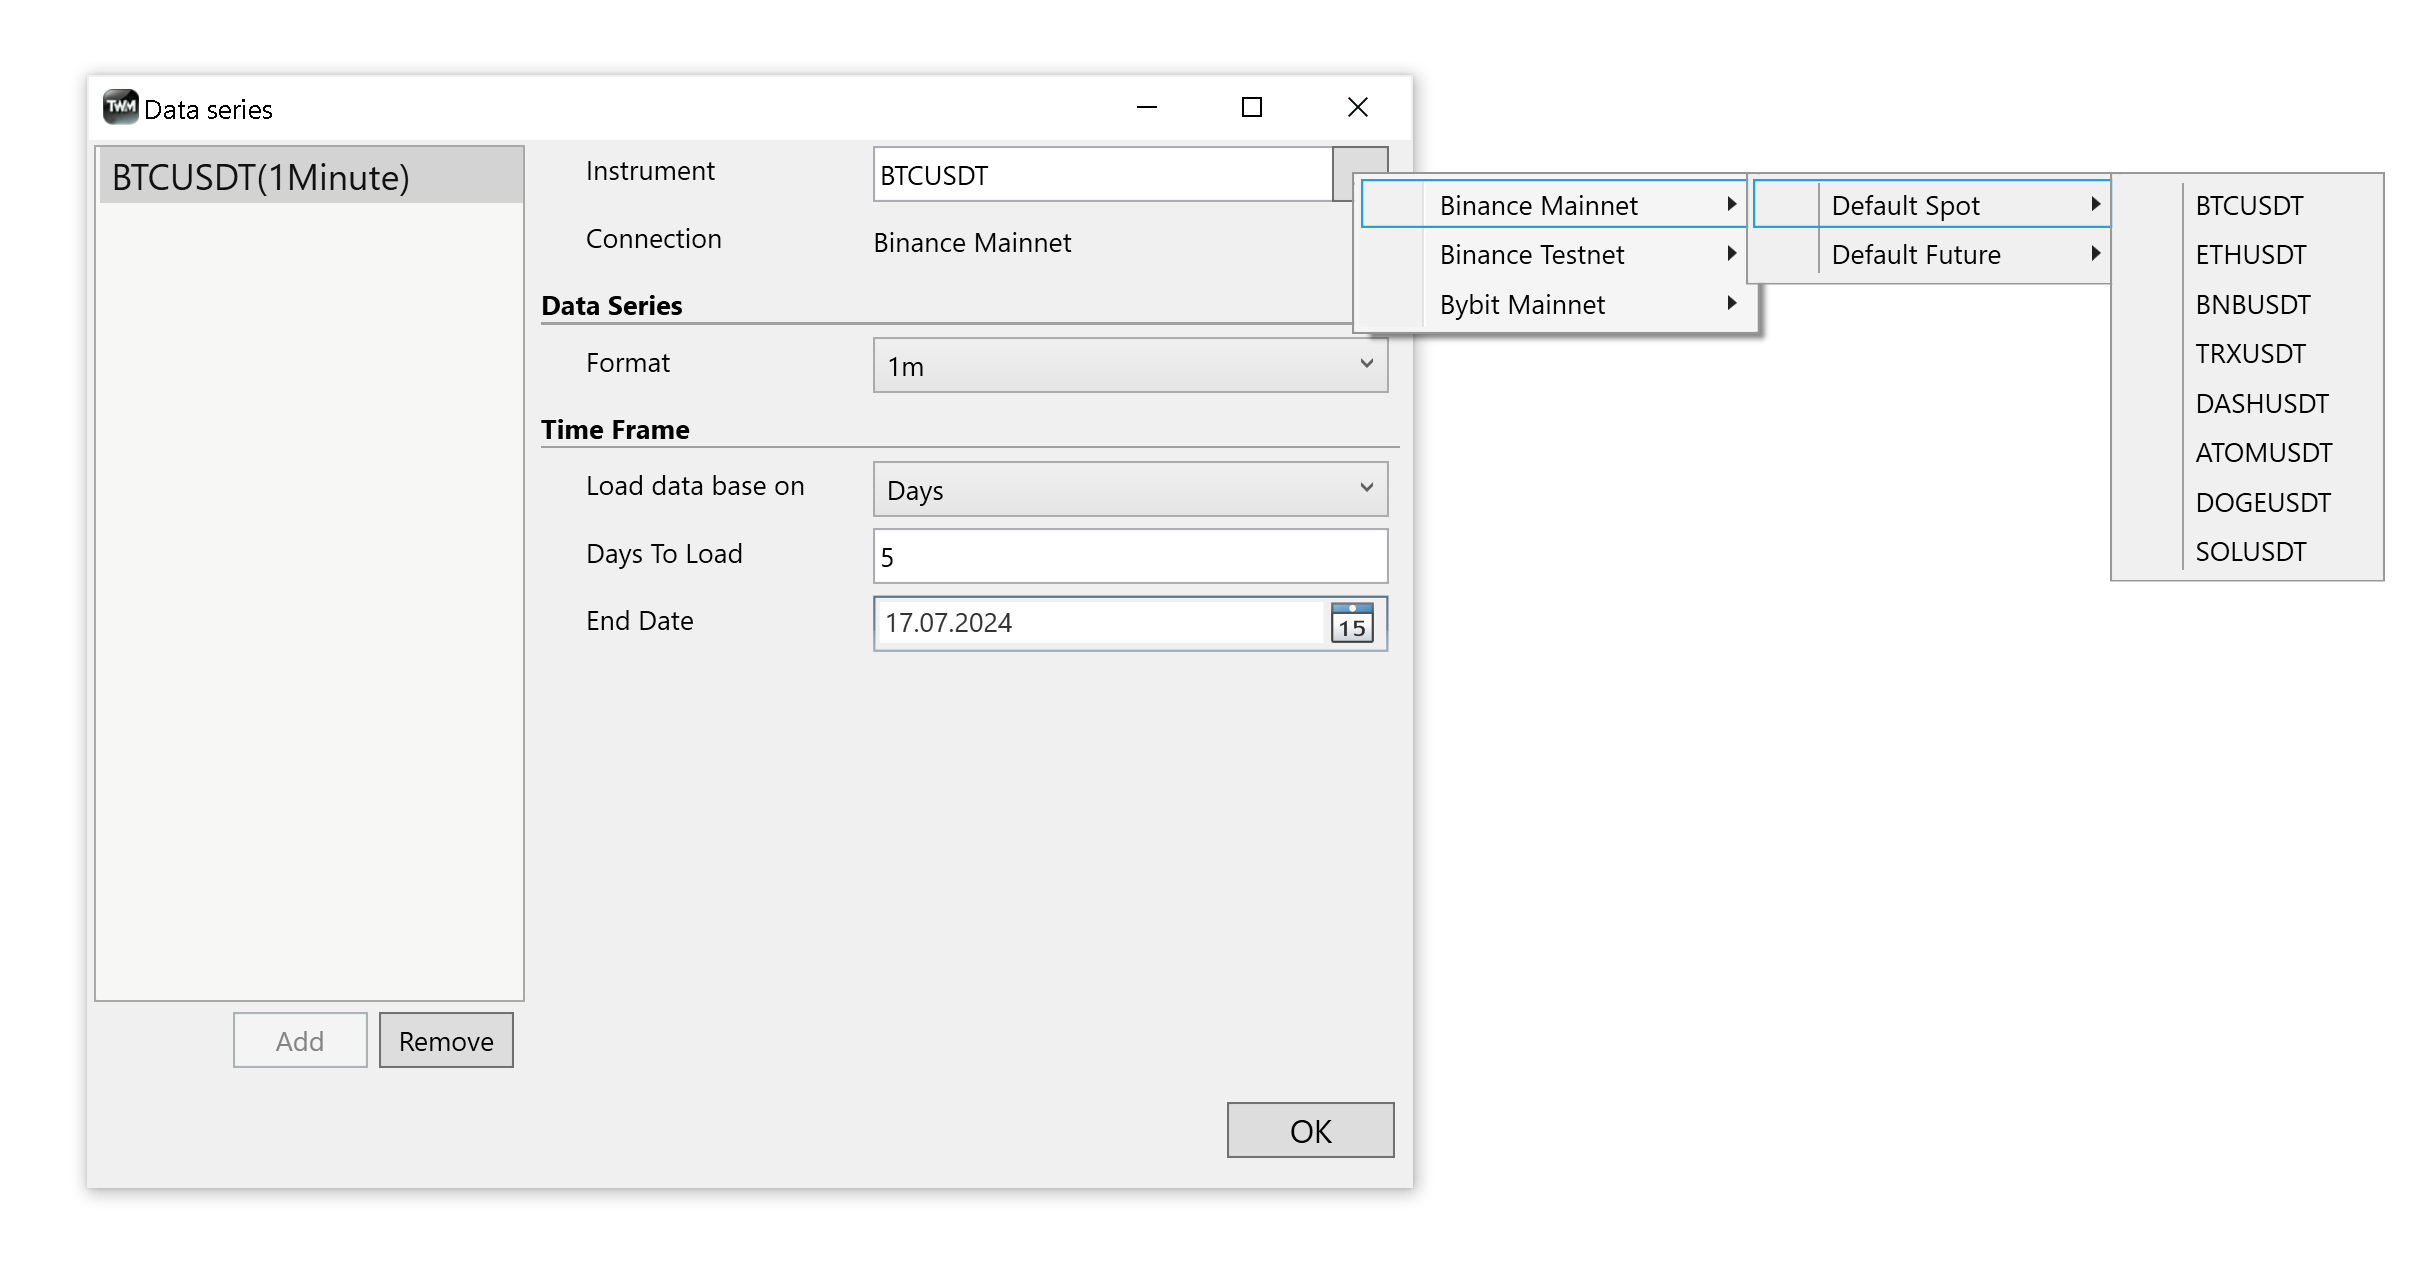 TWM Data series
BTCUSDT(1Minute)
Instrument BTCUSDT
Connection Binance Mainnet
Data Series
Format 1m
Time Frame
Load data base on Days
Days To Load 5
End Date 17.07.2024 15
Add Remove
OK
Binance Mainnet
Binance Testnet
Bybit Mainnet
Default Spot
Default Future
BTCUSDT
ETHUSDT
BNBUSDT
TRXUSDT
DASHUSDT
ATOMUSDT
DOGEUSDT
SOLUSDT